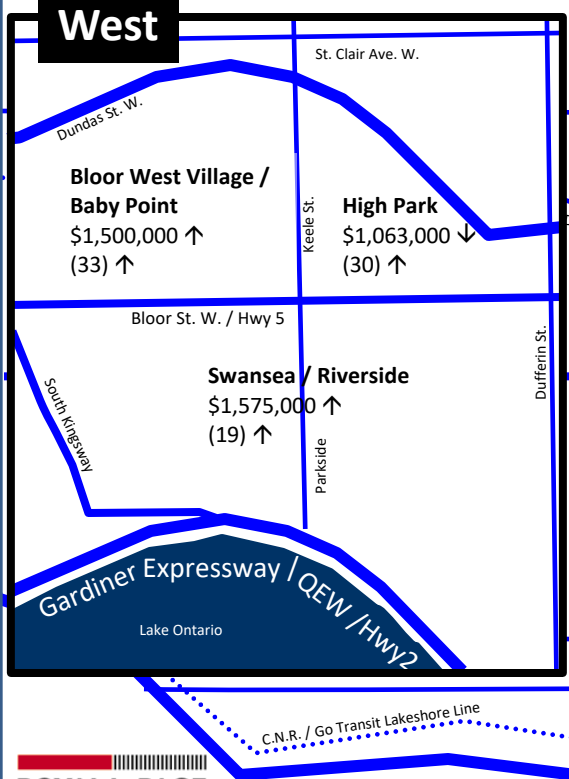 West
St. Clair Ave. W.
Dundas St. W.
Bloor West Village /
Baby Point
$1,500,000 ↑
(33) ↑
Keele St.
High Park
$1,063,000 ↓
(30) ↑
Bloor St. W. / Hwy 5
Dufferin St.
Swansea / Riverside
$1,575,000 ↑
(19) ↑
South Kingsway
Parkside
Gardiner Expressway / QEW /Hwy2
Lake Ontario
C.N.R. / Go Transit Lakeshore Line